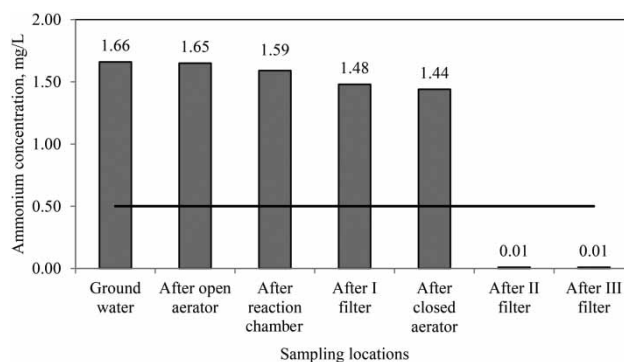 Ammonium concentration, mg/L
2.00
1.50
1.00
0.50
0.00
1.66
1.65
1.59
1.48
1.44
0.01
0.01
Ground
water
After open
aerator
After
reaction
chamber
After I
filter
After
closed
aerator
After II
filter
After III
filter
Sampling locations